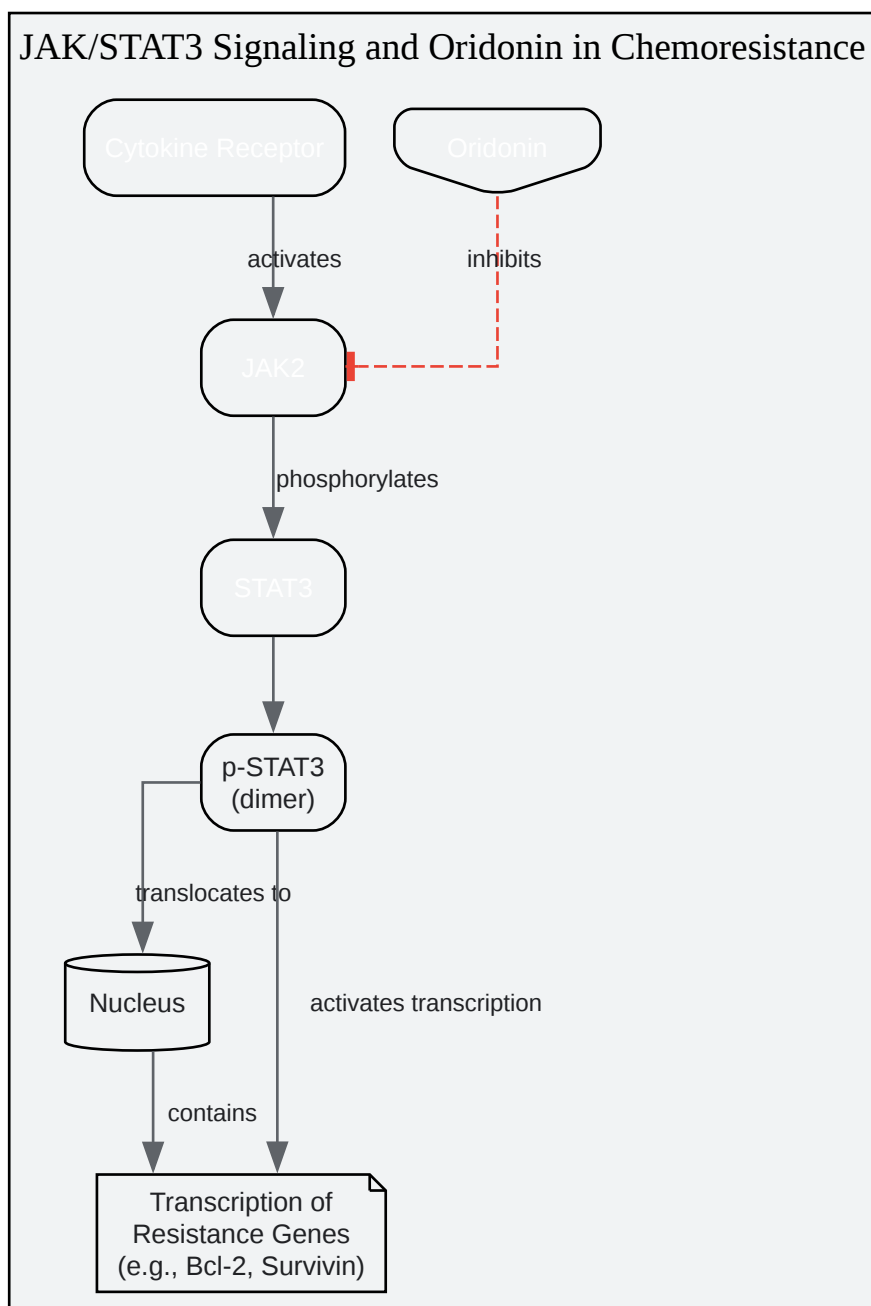 JAK/STAT3 Signaling and Oridonin in Chemoresistance
Cytokine Receptor
Oridonin
activates
inhibits
JAK2
phosphorylates
STAT3
p-STAT3
(dimer)
translocates to
Nucleus
activates transcription
contains
Transcription of
Resistance Genes
(e.g., Bcl-2, Survivin)